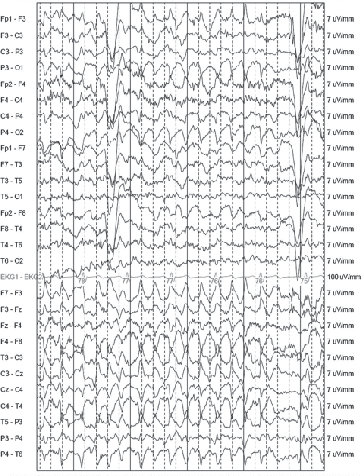 Fp1 - F3 7 uV/mm
F3 - C3 7 uV/mm
C3 - P3 7 uV/mm
P3 - O1 7 uV/mm
Fp2 - F4 7 uV/mm
F4 - C4 7 uV/mm
C4 - P4 7 uV/mm
P4 - O2 7 uV/mm
Fp1 - F7 7 uV/mm
F7 - T3 7 uV/mm
T3 - T5 7 uV/mm
T5 - O1 7 uV/mm
Fp2 - F8 7 uV/mm
F8 - T4 7 uV/mm
T4 - T6 7 uV/mm
T6 - O2 7 uV/mm
EKG1 - EKG2 100 uV/mm
F7 - F3 7 uV/mm
F3 - Fz 7 uV/mm
Fz - F4 7 uV/mm
F4 - F8 7 uV/mm
T3 - C3 7 uV/mm
C3 - Cz 7 uV/mm
Cz - C4 7 uV/mm
C4 - T4 7 uV/mm
T5 - P3 7 uV/mm
P3 - P4 7 uV/mm
P4 - T6 7 uV/mm